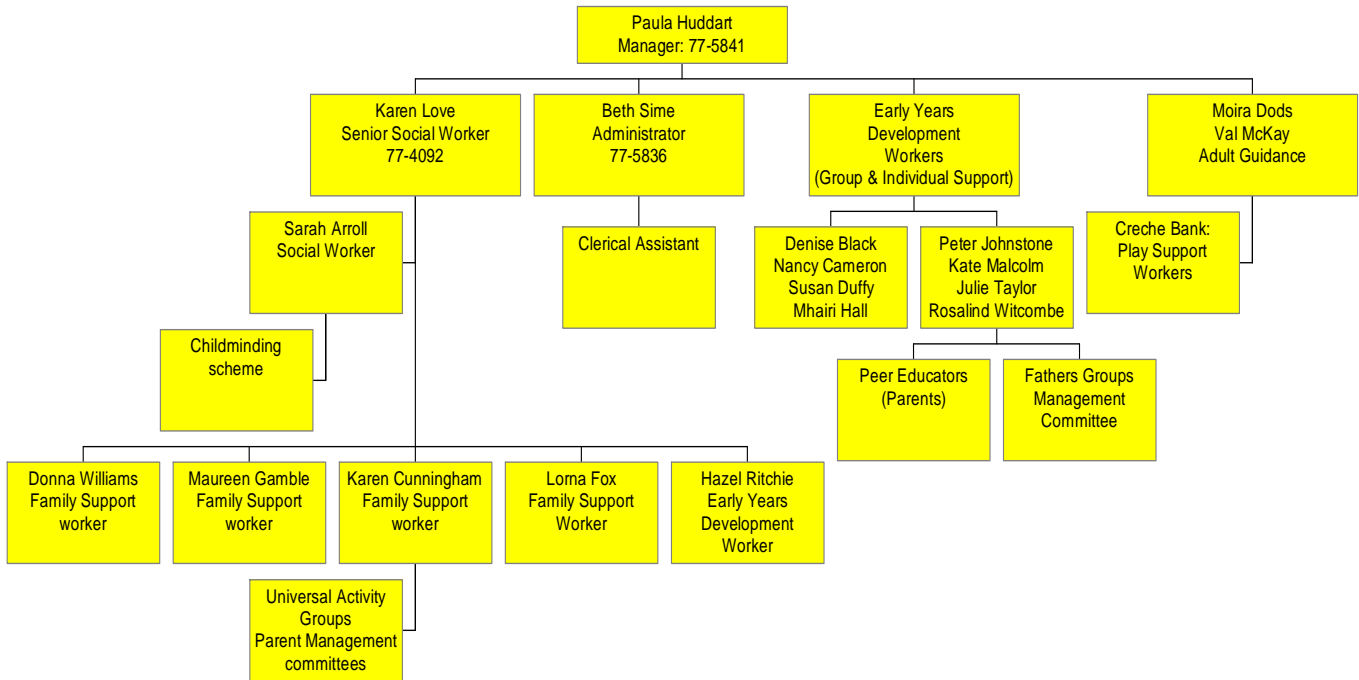 Paula Huddart
Manager: 77-5841
Karen Love
Senior Social Worker
77-4092
Beth Sime
Administrator
77-5836
Early Years
Development
Workers
(Group & Individual Support)
Moira Dods
Val McKay
Adult Guidance
Sarah Arroll
Social Worker
Clerical Assistant
Denise Black
Nancy Cameron
Susan Duffy
Mhairi Hall
Peter Johnstone
Kate Malcolm
Julie Taylor
Rosalind Witcombe
Creche Bank:
Play Support
Workers
Childminding
scheme
Peer Educators
(Parents)
Fathers Groups
Management
Committee
Donna Williams
Family Support
worker
Maureen Gamble
Family Support
worker
Karen Cunningham
Family Support
worker
Lorna Fox
Family Support
Worker
Hazel Ritchie
Early Years
Development
Worker
Universal Activity
Groups
Parent Management
committees